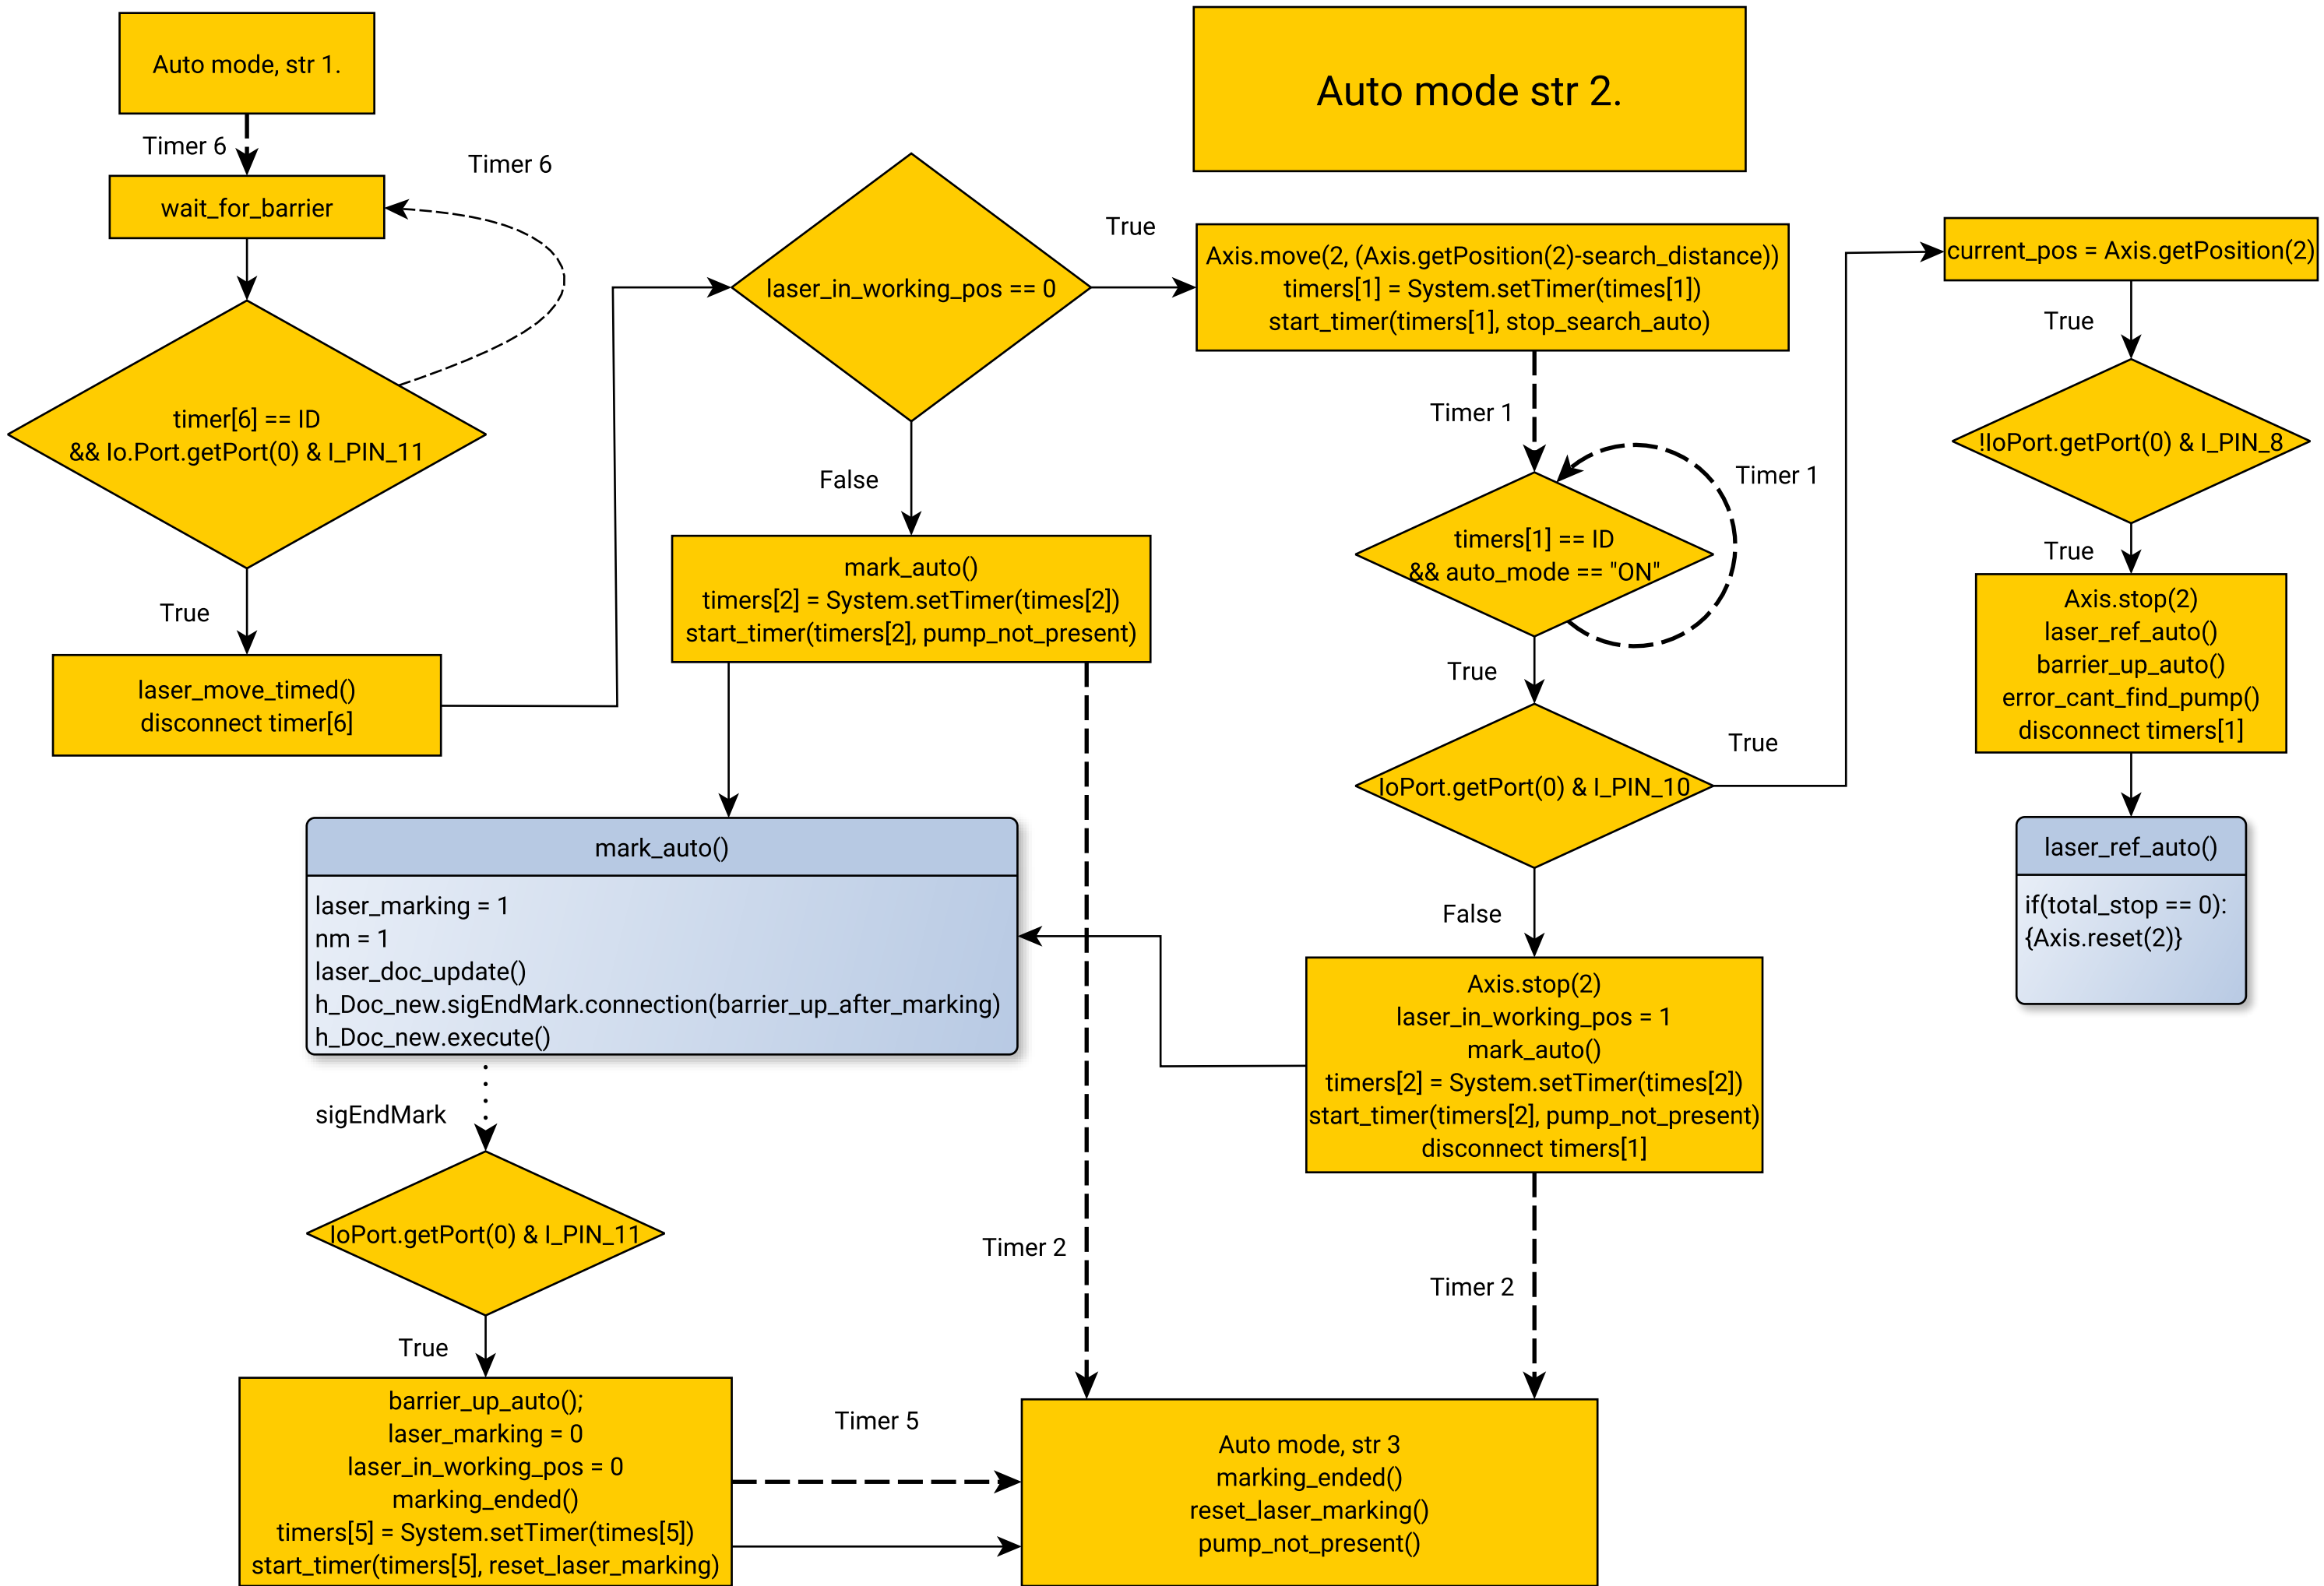 Auto mode, str 1.
Timer 6
wait_for_barrier
Timer 6
timer[6] == ID
&& Io.Port.getPort(0) & I_PIN_11
True
laser_move_timed()
disconnect timer[6]
Auto mode str 2.
laser_in_working_pos == 0
True
False
Axis.move(2, (Axis.getPosition(2)-search_distance))
timers[1] = System.setTimer(times[1])
start_timer(timers[1], stop_search_auto)
Timer 1
Timer 1
timers[1] == ID
&& auto_mode == "ON"
True
IoPort.getPort(0) & I_PIN_10
True
False
current_pos = Axis.getPosition(2)
True
!IoPort.getPort(0) & I_PIN_8
True
Axis.stop(2)
laser_ref_auto()
barrier_up_auto()
error_cant_find_pump()
disconnect timers[1]
laser_ref_auto()
if(total_stop == 0):
{Axis.reset(2)}
mark_auto()
timers[2] = System.setTimer(times[2])
start_timer(timers[2], pump_not_present)
mark_auto()
laser_marking = 1
nm = 1
laser_doc_update()
h_Doc_new.sigEndMark.connection(barrier_up_after_marking)
h_Doc_new.execute()
Axis.stop(2)
laser_in_working_pos = 1
mark_auto()
timers[2] = System.setTimer(times[2])
start_timer(timers[2], pump_not_present)
disconnect timers[1]
sigEndMark
IoPort.getPort(0) & I_PIN_11
Timer 2
Timer 2
True
barrier_up_auto();
laser_marking = 0
laser_in_working_pos = 0
marking_ended()
timers[5] = System.setTimer(times[5])
start_timer(timers[5], reset_laser_marking)
Timer 5
Auto mode, str 3
marking_ended()
reset_laser_marking()
pump_not_present()